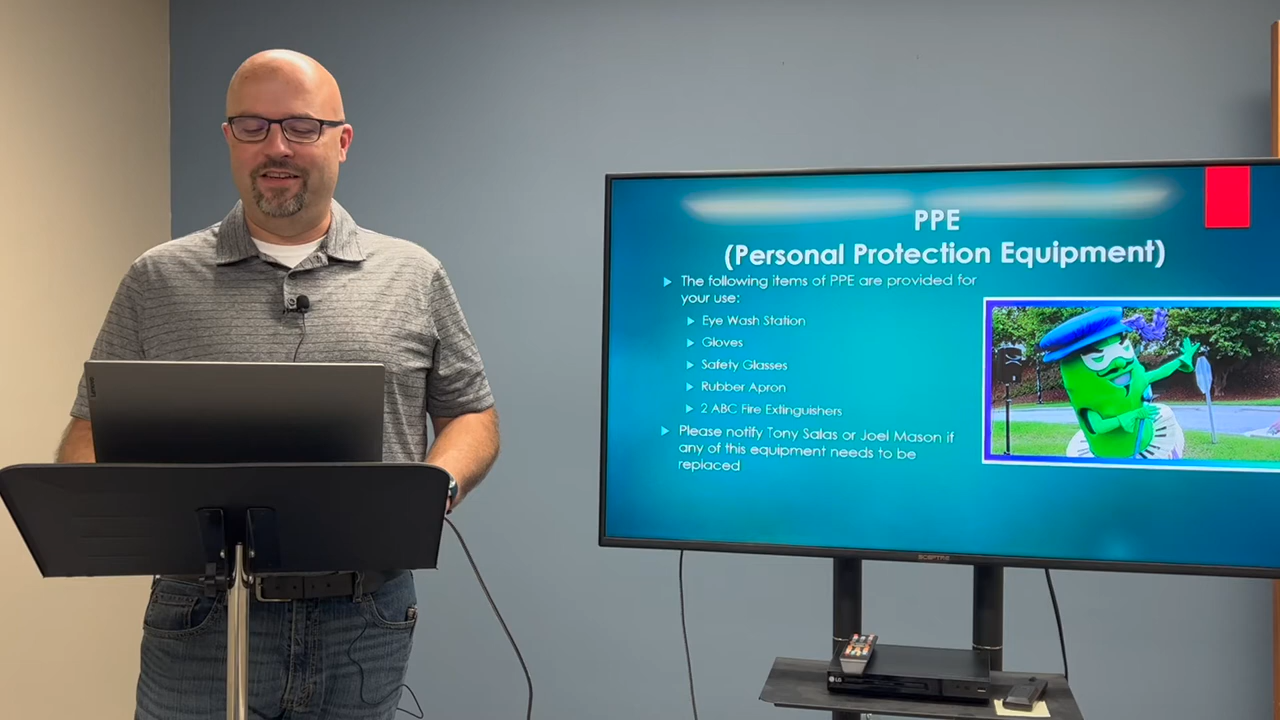 PPE
(Personal Protection Equipment)
The following items of PPE are provided for
your use:
Eye Wash Station
Gloves
Safety Glasses
Rubber Apron
2 ABC Fire Extinguishers
Please notify Tony Salas or Joel Mason if
any of this equipment needs to be
replaced
SCEPTRE
Lenovo
LG